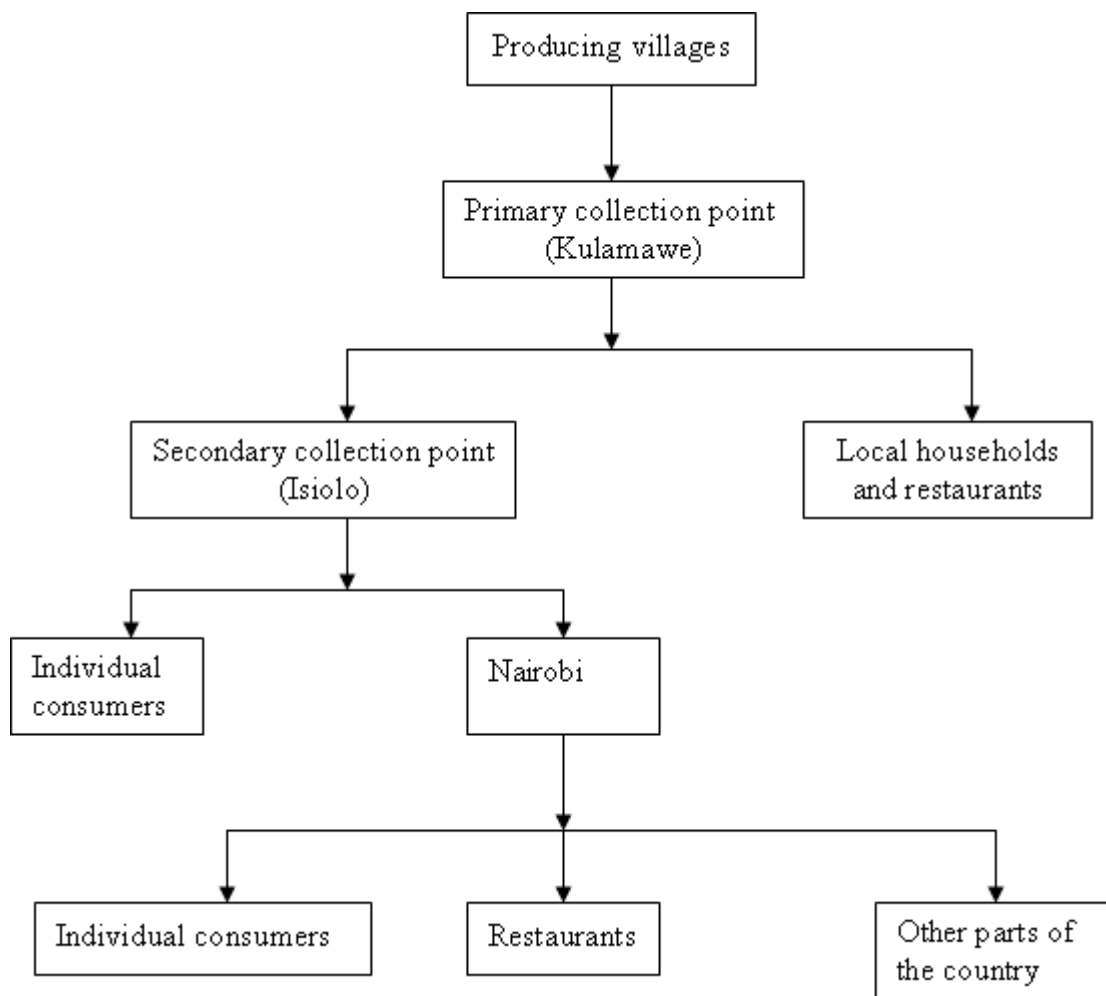 Producing villages
Primary collection point
(Kulamawe)
Secondary collection point
(Isiolo)
Local households
and restaurants
Individual
consumers
Nairobi
Individual consumers
Restaurants
Other parts of
the country